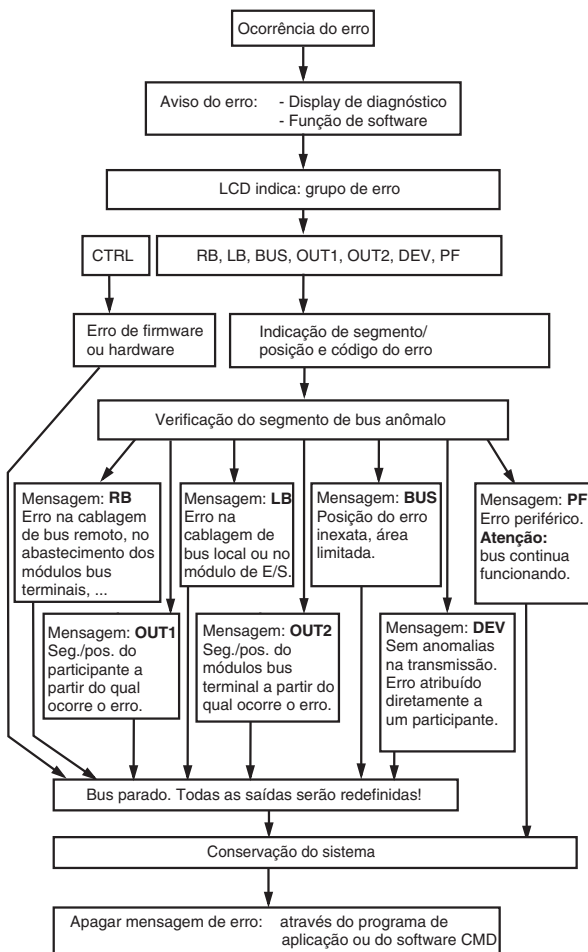 Ocorrência do erro
Aviso do erro: - Display de diagnóstico
- Função de software
LCD indica: grupo de erro
CTRL
RB, LB, BUS, OUT1, OUT2, DEV, PF
Erro de firmware
ou hardware
Indicação de segmento/
posição e código do erro
Verificação do segmento de bus anômalo
Mensagem: RB
Erro na cablagem
de bus remoto, no
abastecimento dos
módulos bus
terminais, ...
Mensagem: LB
Erro na
cablagem de
bus local ou no
módulo de E/S.
Mensagem: BUS
Posição do erro
inexata, área
limitada.
Mensagem: PF
Erro periférico.
Atenção:
bus continua
funcionando.
Mensagem: OUT1
Seg./pos. do
participante a
partir do qual
ocorre o erro.
Mensagem: OUT2
Seg./pos. do
módulos bus
terminal a partir do
qual ocorre o erro.
Mensagem: DEV
Sem anomalias
na transmissão.
Erro atribuído
diretamente a
um participante.
Bus parado. Todas as saídas serão redefinidas!
Conservação do sistema
Apagar mensagem de erro: através do programa de
aplicação ou do software CMD